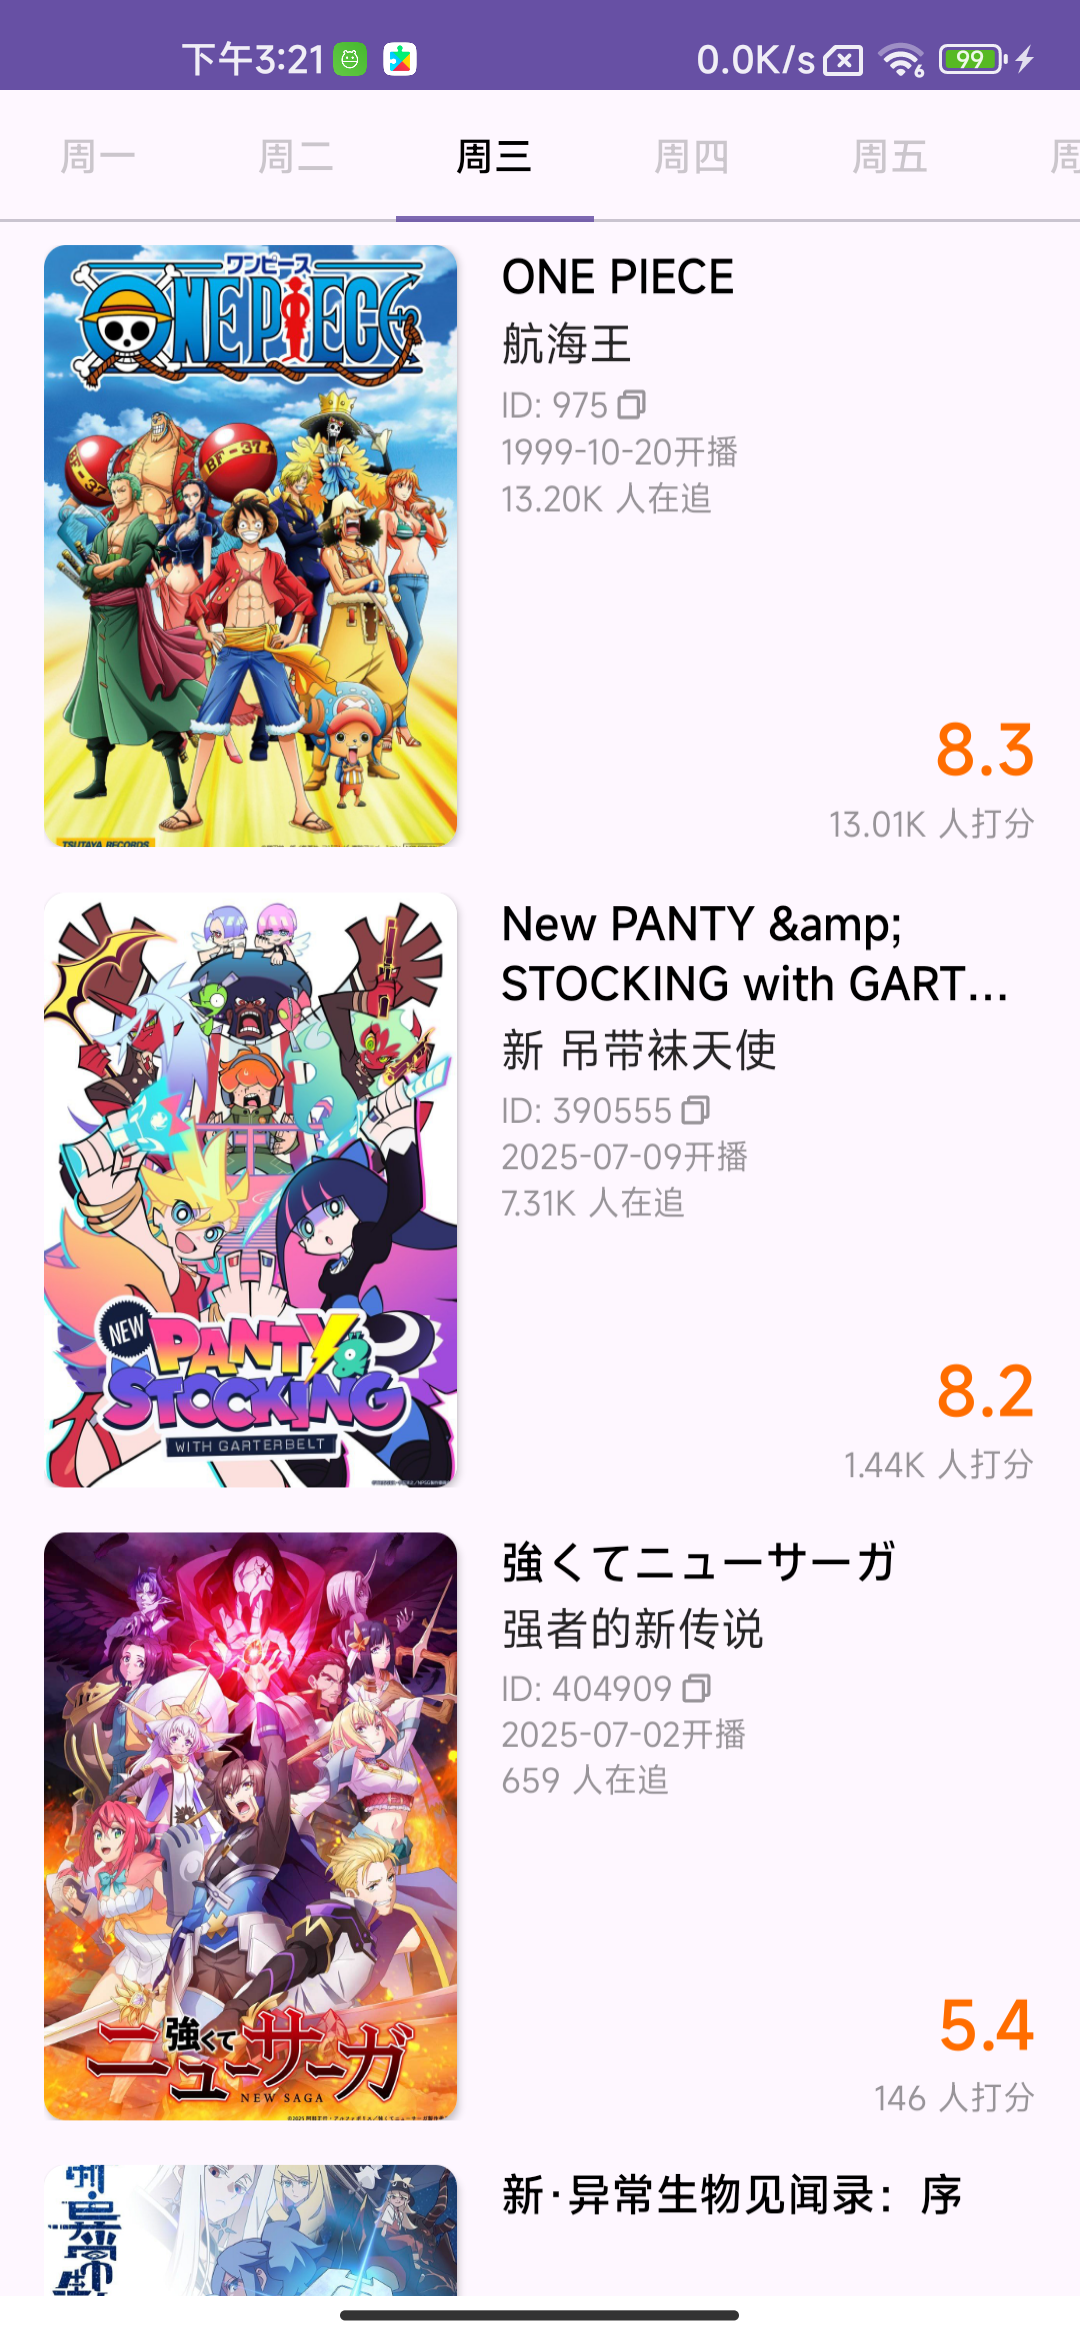 下午3:21
0.0K/s
6
99
周一 周二 周三 周四 周五 周
ワンピース
ONE PIECE
BF-37
BF-37
TSUTAYA RECORDS
ONE PIECE
航海王
ID: 975
1999-10-20开播
13.20K 人在追
8.3
13.01K 人打分
NEW
PANTY &
STOCKING
WITH GARTERBELT
New PANTY &amp;
STOCKING with GART...
新 吊带袜天使
ID: 390555
2025-07-09开播
7.31K 人在追
8.2
1.44K 人打分
強くて
ニューサーガ
NEW SAGA
強くてニューサーガ
强者的新传说
ID: 404909
2025-07-02开播
659 人在追
5.4
146 人打分
新·异常生物见闻录：序